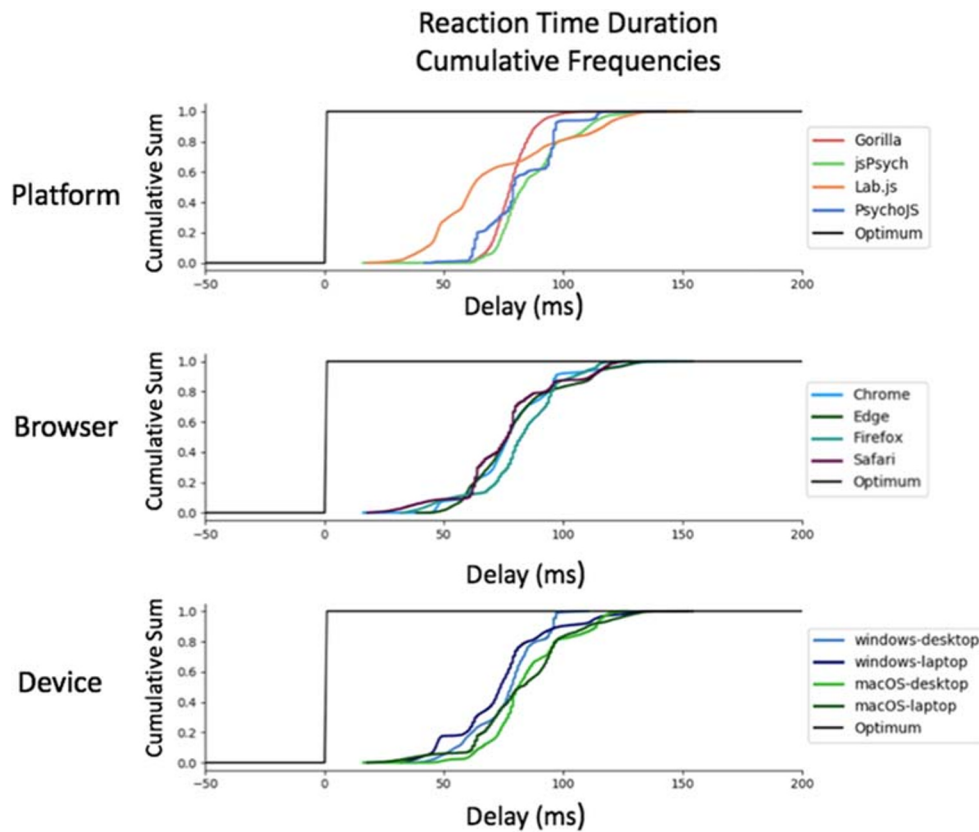 Reaction Time Duration
Cumulative Frequencies
Platform
Cumulative Sum
1.0
0.8
0.6
0.4
0.2
0.0
−50
0
50
100
150
200
Delay (ms)
Gorilla
jsPsych
Lab.js
PsychoJS
Optimum
Browser
Cumulative Sum
1.0
0.8
0.6
0.4
0.2
0.0
−50
0
50
100
150
200
Delay (ms)
Chrome
Edge
Firefox
Safari
Optimum
Device
Cumulative Sum
1.0
0.8
0.6
0.4
0.2
0.0
−50
0
50
100
150
200
Delay (ms)
windows-desktop
windows-laptop
macOS-desktop
macOS-laptop
Optimum